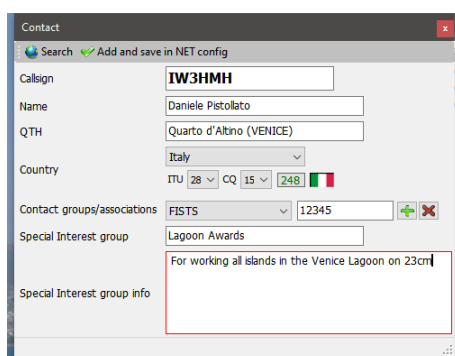 Contact
x
Search Add and save in NET config
Callsign IW3HMH
Name Daniele Pistollato
QTH Quarto d'Altino (VENICE)
Country Italy
ITU 28 CQ 15 248
Contact groups/associations FISTS 12345
Special Interest group Lagoon Awards
Special Interest group info For working all islands in the Venice Lagoon on 23cm